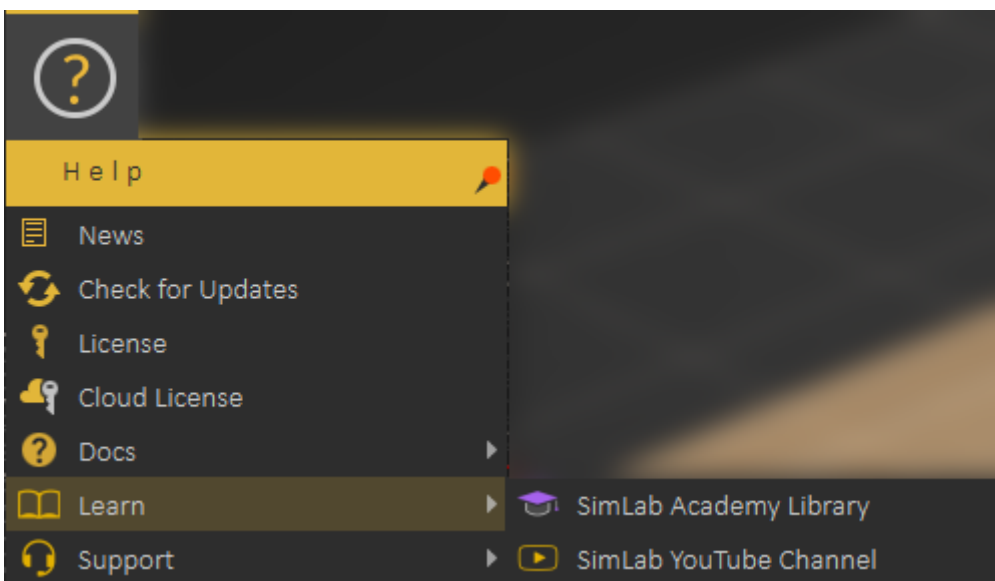 Help
News
Check for Updates
License
Cloud License
Docs
Learn
SimLab Academy Library
Support
SimLab YouTube Channel